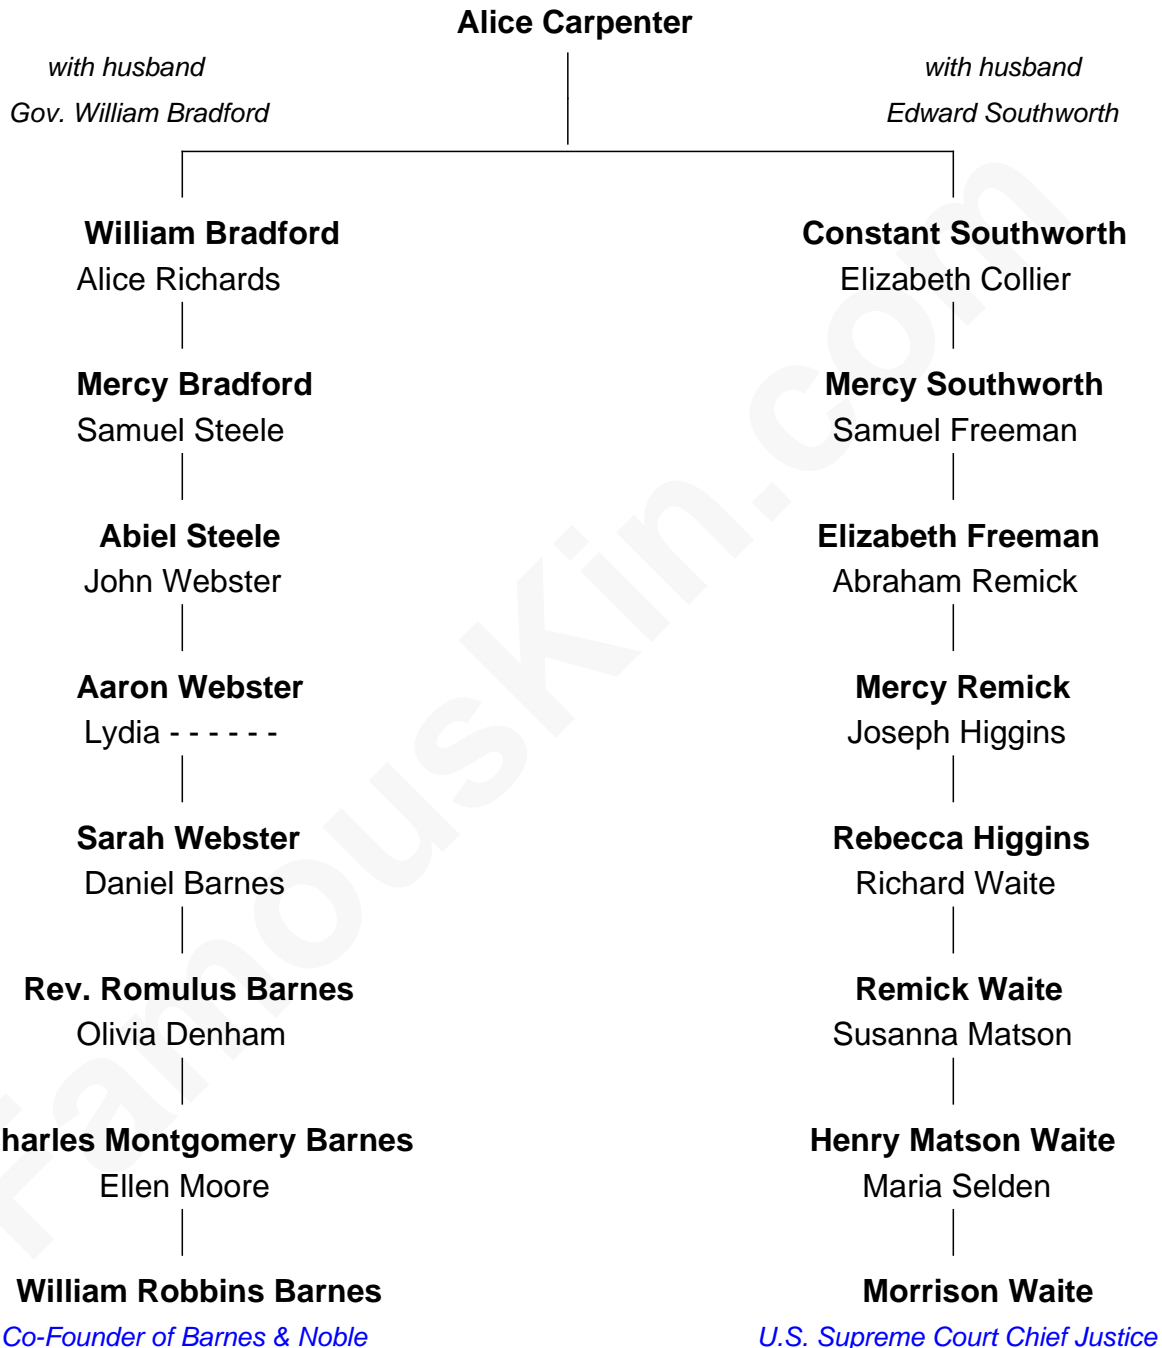 Alice Carpenter
with husband
Gov. William Bradford
with husband
Edward Southworth
William Bradford
Alice Richards
Constant Southworth
Elizabeth Collier
Mercy Bradford
Samuel Steele
Mercy Southworth
Samuel Freeman
Abiel Steele
John Webster
Elizabeth Freeman
Abraham Remick
Aaron Webster
Lydia - - - - - -
Mercy Remick
Joseph Higgins
Sarah Webster
Daniel Barnes
Rebecca Higgins
Richard Waite
Rev. Romulus Barnes
Olivia Denham
Remick Waite
Susanna Matson
harles Montgomery Barnes
Ellen Moore
Henry Matson Waite
Maria Selden
William Robbins Barnes
Co-Founder of Barnes & Noble
Morrison Waite
U.S. Supreme Court Chief Justice
FamousKin.com